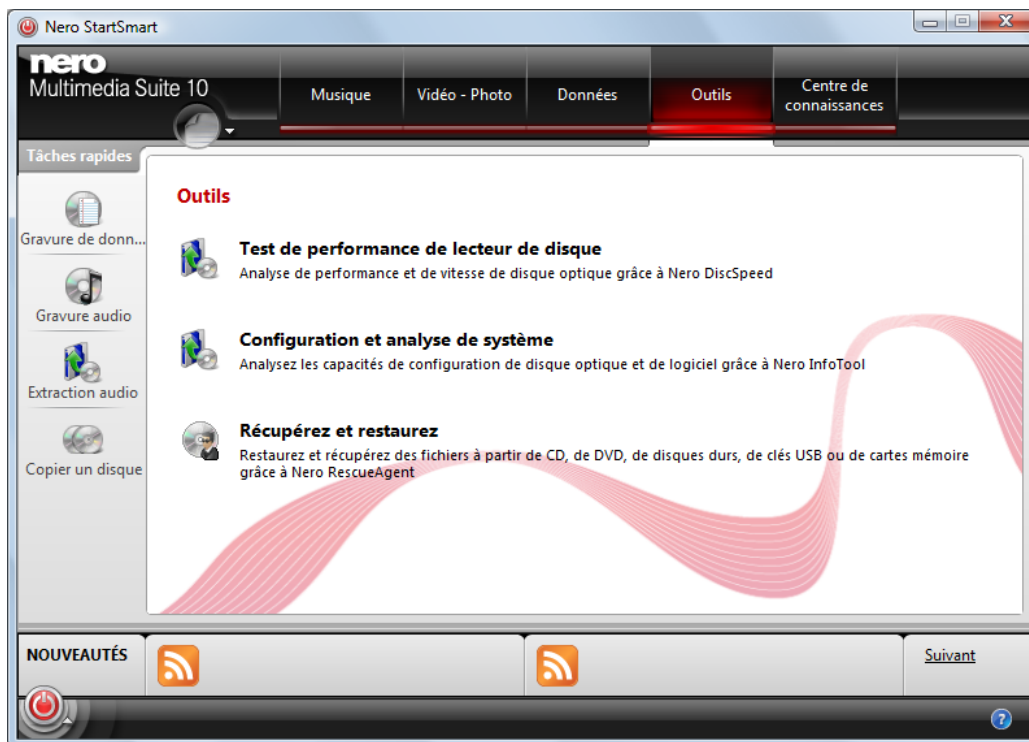 Nero StartSmart
nero
Multimedia Suite 10
Musique
Vidéo - Photo
Données
Outils
Centre de
connaissances
Tâches rapides
Gravure de donn...
Gravure audio
Extraction audio
Copier un disque
Outils
Test de performance de lecteur de disque
Analyse de performance et de vitesse de disque optique grâce à Nero DiscSpeed
Configuration et analyse de système
Analysez les capacités de configuration de disque optique et de logiciel grâce à Nero InfoTool
Récupérez et restaurez
Restaurez et récupérez des fichiers à partir de CD, de DVD, de disques durs, de clés USB ou de cartes mémoire
grâce à Nero RescueAgent
NOUVEAUTÉS
Suivant
?